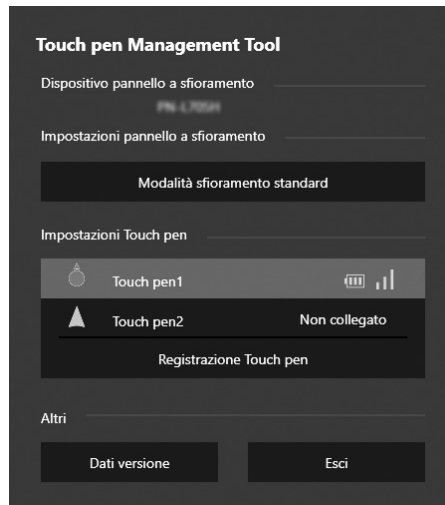 Touch pen Management Tool
Dispositivo pannello a sfioramento
Impostazioni pannello a sfioramento
Modalità sfioramento standard
Impostazioni Touch pen
Touch pen1
Touch pen2 Non collegato
Registrazione Touch pen
Altri
Dati versione Esci